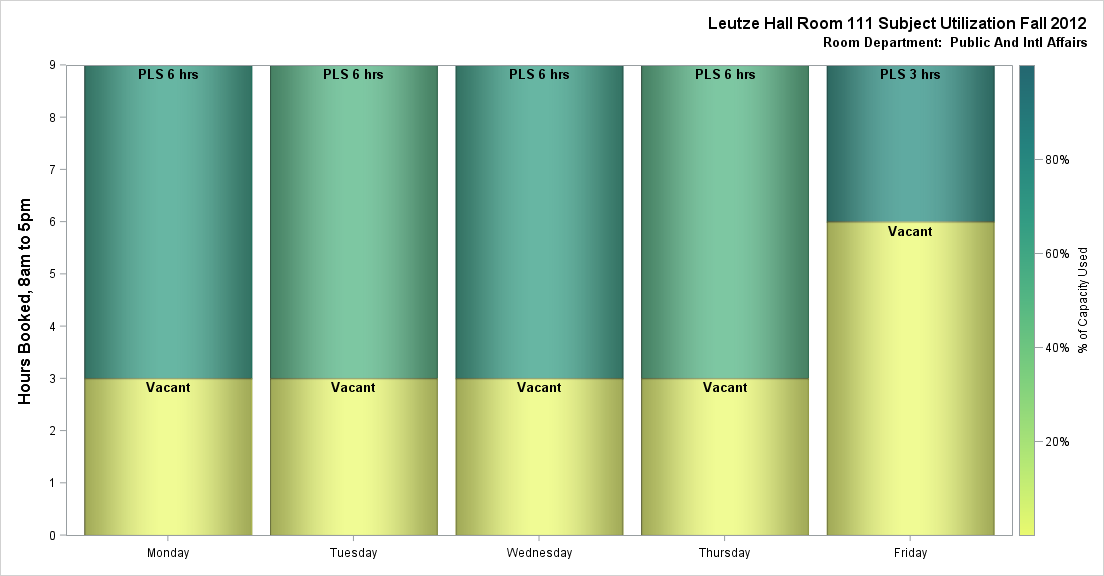 Leutze Hall Room 111 Subject Utilization Fall 2012
Room Department:  Public And Intl Affairs
Hours Booked, 8am to 5pm
9
8
7
6
5
4
3
2
1
0
PLS 6 hrs
PLS 6 hrs
PLS 6 hrs
PLS 6 hrs
PLS 3 hrs
Vacant
Vacant
Vacant
Vacant
Vacant
Monday
Tuesday
Wednesday
Thursday
Friday
80%
60%
40%
20%
% of Capacity Used